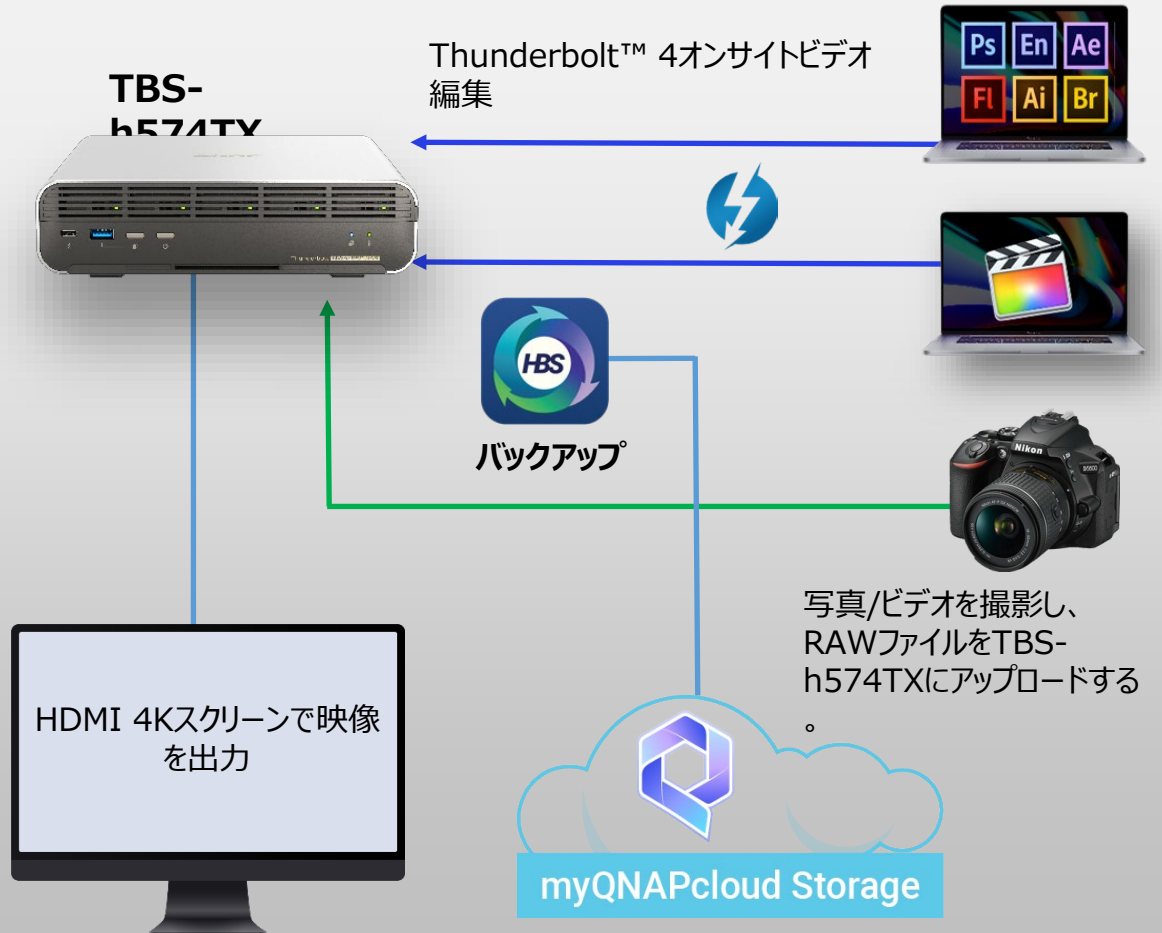 TBS-
h574TX
Thunderbolt™ 4オンサイトビデオ
編集
Ps En Ae
Fl Ai Br
HBS
バックアップ
Nikon
写真/ビデオを撮影し、
RAWファイルをTBS-
h574TXにアップロードする
。
HDMI 4Kスクリーンで映像
を出力
myQNAPcloud Storage